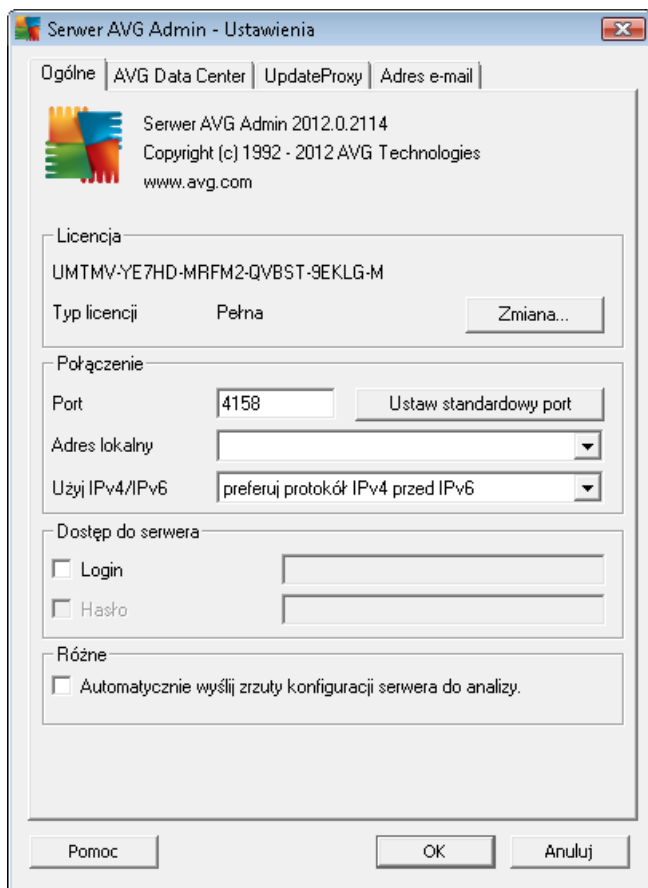 Serwer AVG Admin - Ustawienia
Ogólne AVG Data Center UpdateProxy Adres e-mail
Serwer AVG Admin 2012.0.2114
Copyright (c) 1992 - 2012 AVG Technologies
www.avg.com
Licencja
UMTMV-YE7HD-MRFM2-QVBST-9EKLG-M
Typ licencji Pełna Zmiana...
Połączenie
Port 4158 Ustaw standardowy port
Adres lokalny
Użyj IPv4/IPv6 preferuj protokół IPv4 przed IPv6
Dostęp do serwera
Login
Hasło
Różne
Automatycznie wyślij zrzuty konfiguracji serwera do analizy.
Pomoc OK Anuluj